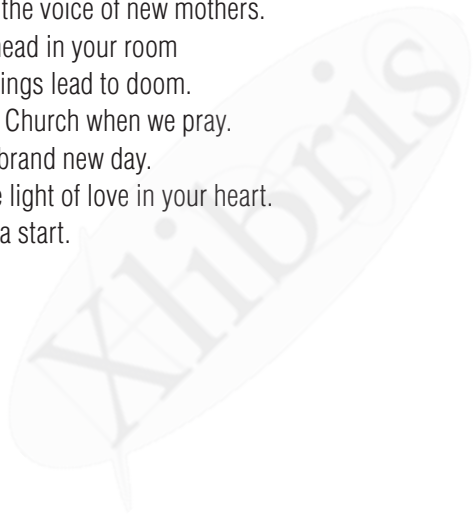 the voice of new mothers.
head in your room
ings lead to doom.
Church when we pray.
brand new day.
light of love in your heart.
a start.
Xlibris